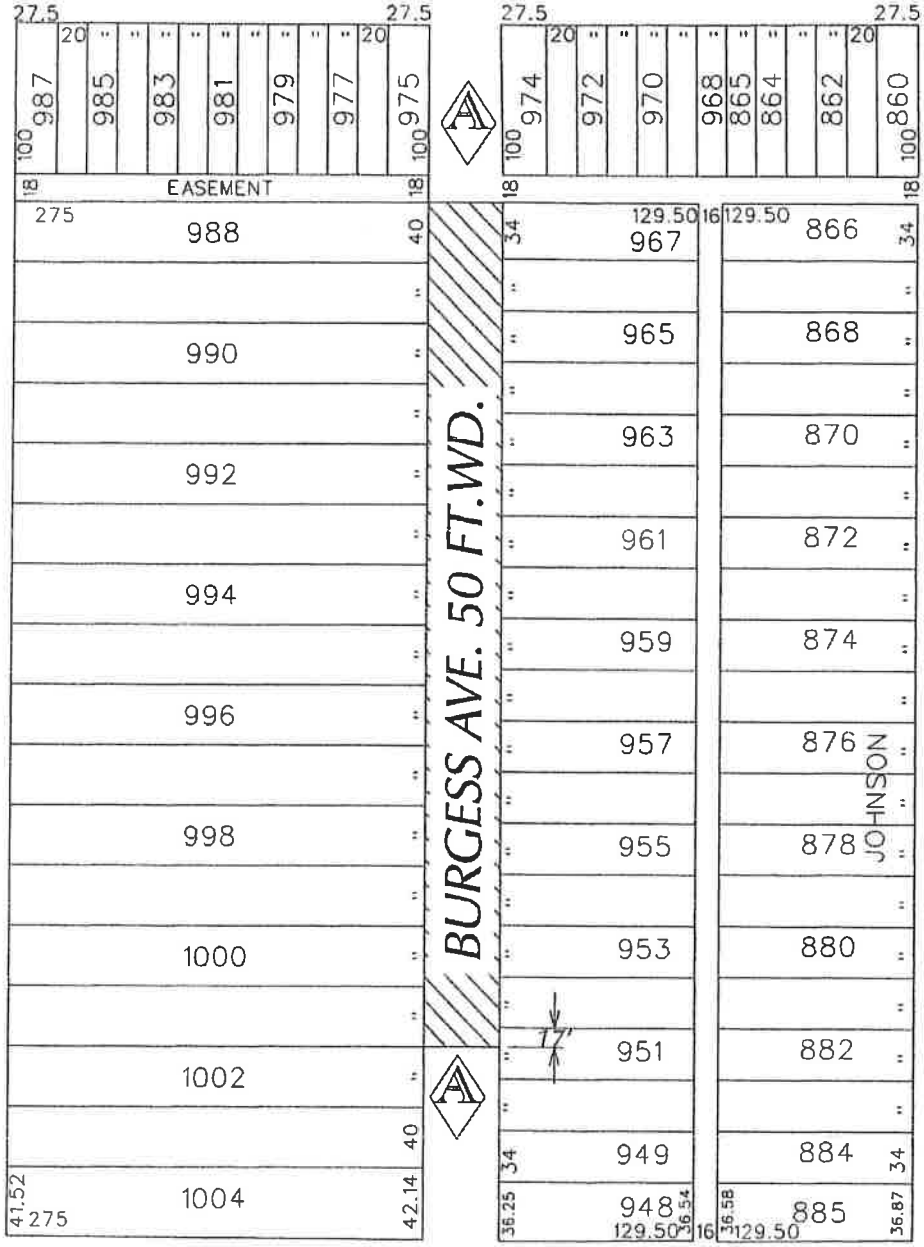 27.5 27.5 27.5 27.5
20 " " " " " " " " 20 20 " " " " " " " " 20
987 985 983 981 979 977 975 A 974 972 970 968 865 864 862 860
100 100 100 100
18 EASEMENT 18 18 18
275 988 40 34 967 129.50 16 129.50 866 34
" " "
990 " " 965 868 "
" " "
992 " " 963 870 "
" " "
994 " " 961 872 "
" " "
996 " " 959 874 "
" " "
998 " " 957 876 "
" " "
1000 " " 955 878 "
" " "
1002 " " 953 880 "
BURGESS AVE. 50 FT.WD.
JOHNSON
17'
" 951 882 "
A
40 " "
34 949 884 34
41.52 275 1004 42.14 36.25 948 36.54 36.58 885 36.87
129.50 16 129.50
80